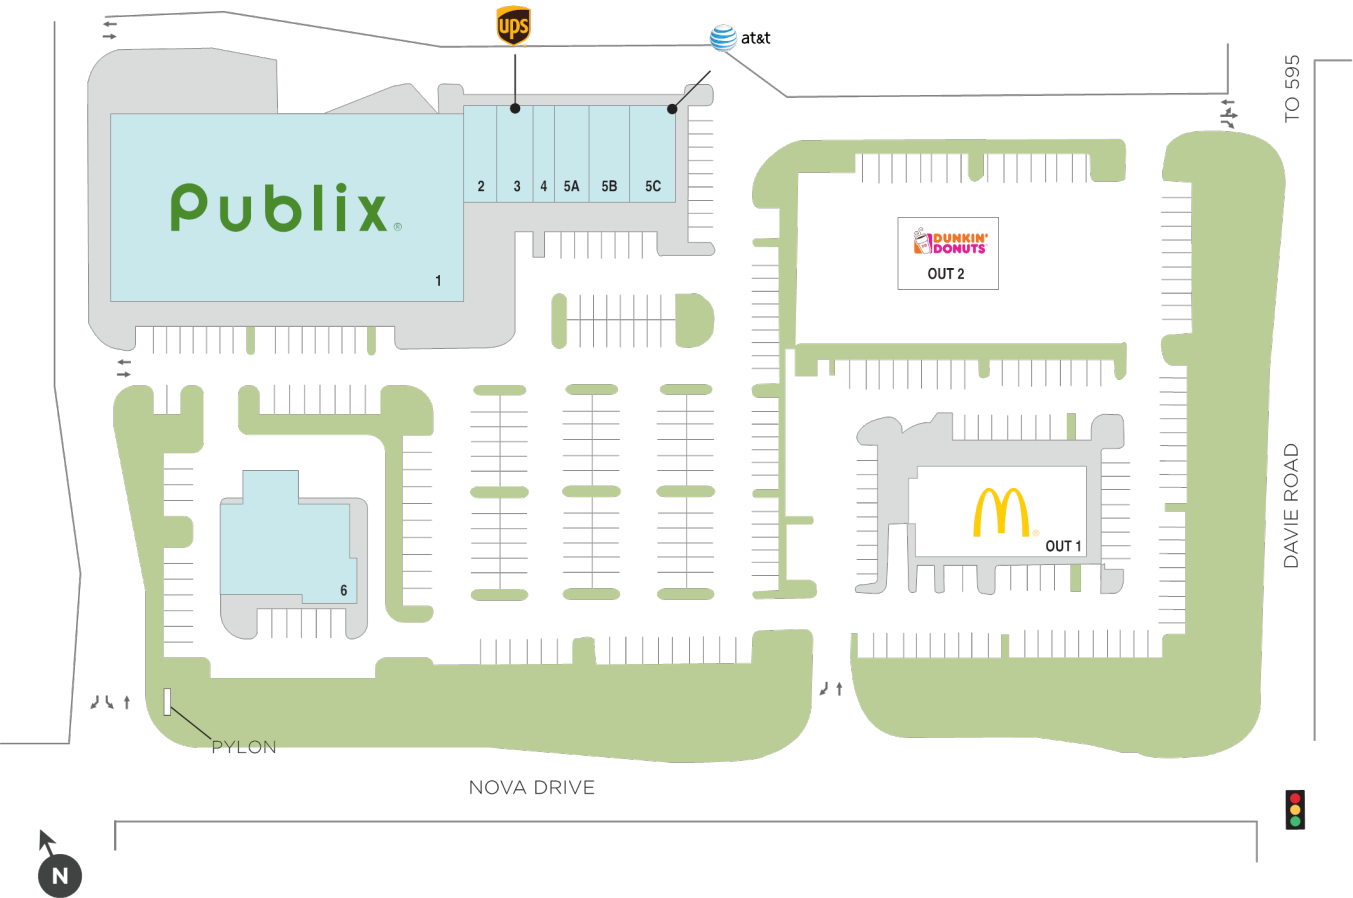 ups
at&t
TO 595
2
3
4
5A
5B
5C
Publix®
1
DUNKIN'
DONUTS
OUT 2
OUT 1
6
DAVIE ROAD
PYLON
NOVA DRIVE
N